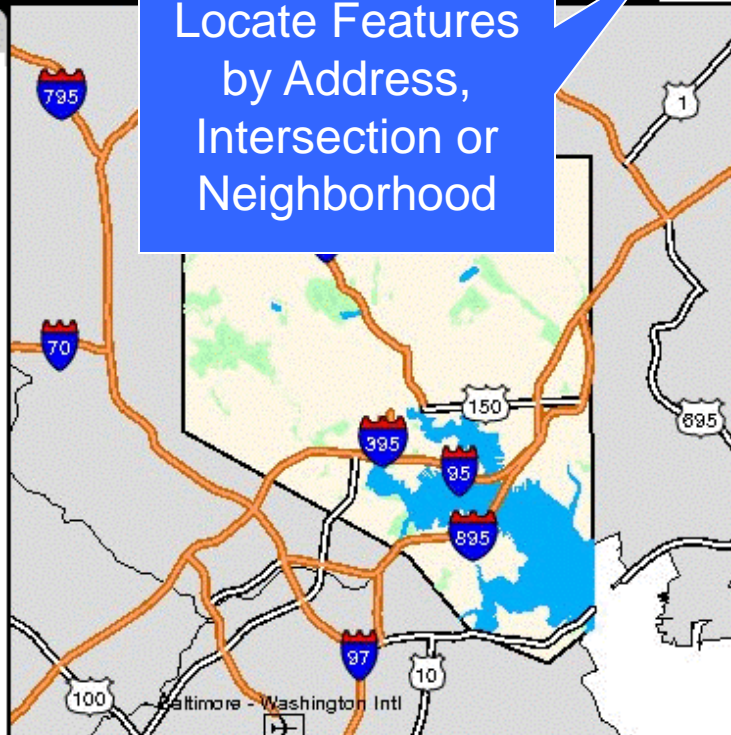 Locate Features
by Address,
Intersection or
Neighborhood
795
1
70
150
395
695
95
895
97
10
100
Baltimore - Washington Intl